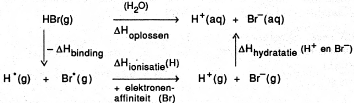 (H₂O)
HBr(g) H⁺(aq) + Br⁻(aq)
ΔHoplossen
− ΔHbinding
ΔHionisatie(H)
ΔHhydratatie (H⁺ en Br⁻)
H•(g) + Br•(g) H⁺(g) + Br⁻(g)
+ elektronen-
affiniteit (Br)